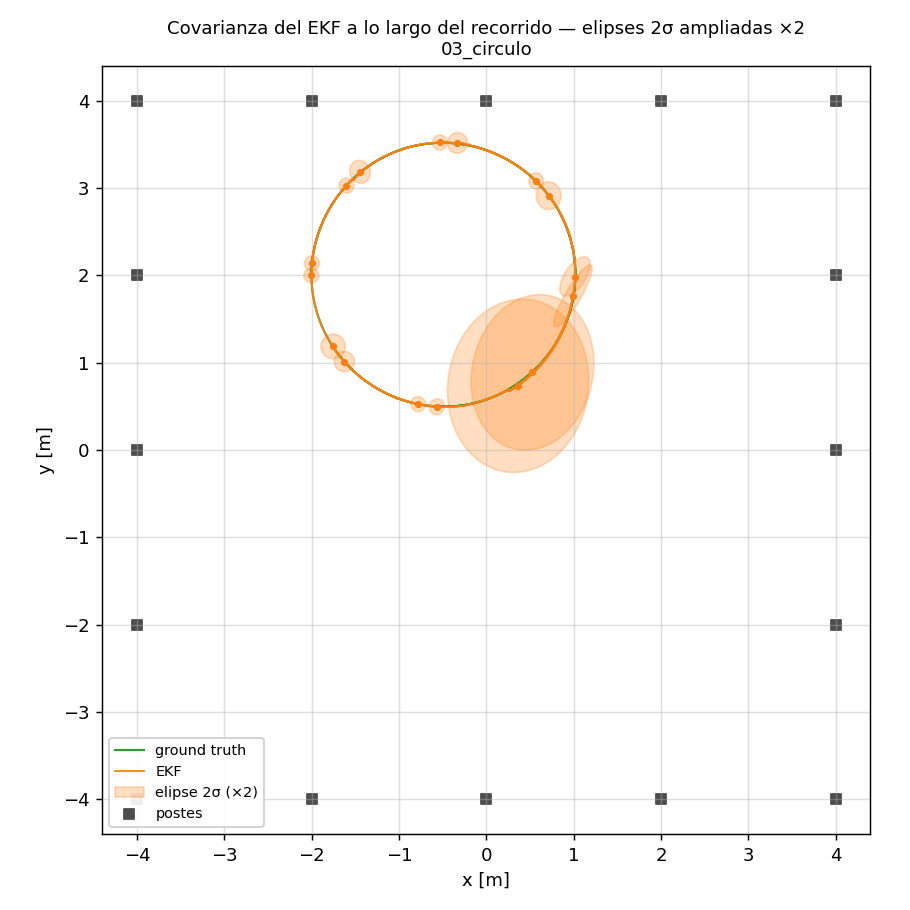 Covarianza del EKF a lo largo del recorrido — elipses 2σ ampliadas ×2
03_circulo
4
3
2
1
0
−1
−2
−3
−4
y [m]
ground truth
EKF
elipse 2σ (×2)
postes
−4 −3 −2 −1 0 1 2 3 4
x [m]